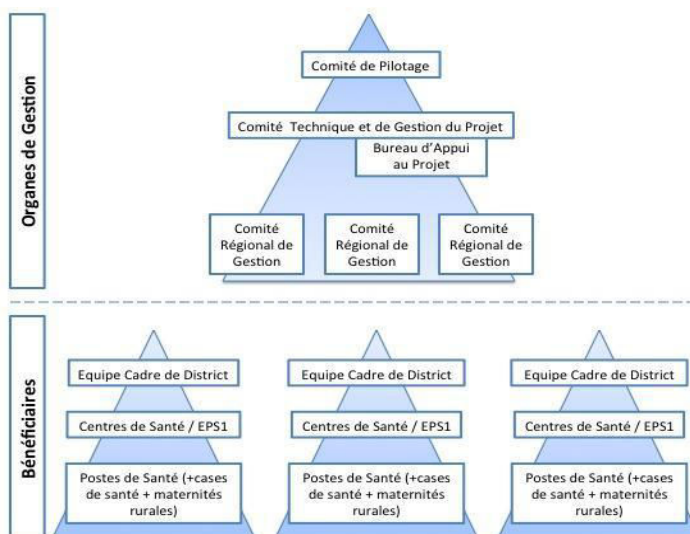 Organes de Gestion
Comité de Pilotage
Comité Technique et de Gestion du Projet
Bureau d'Appui
au Projet
Comité
Régional de
Gestion
Comité
Régional de
Gestion
Comité
Régional de
Gestion
Bénéficiaires
Equipe Cadre de District
Centres de Santé / EPS1
Postes de Santé (+cases
de santé + maternités
rurales)
Equipe Cadre de District
Centres de Santé / EPS1
Postes de Santé (+cases
de santé + maternités
rurales)
Equipe Cadre de District
Centres de Santé / EPS1
Postes de Santé (+cases
de santé + maternités
rurales)